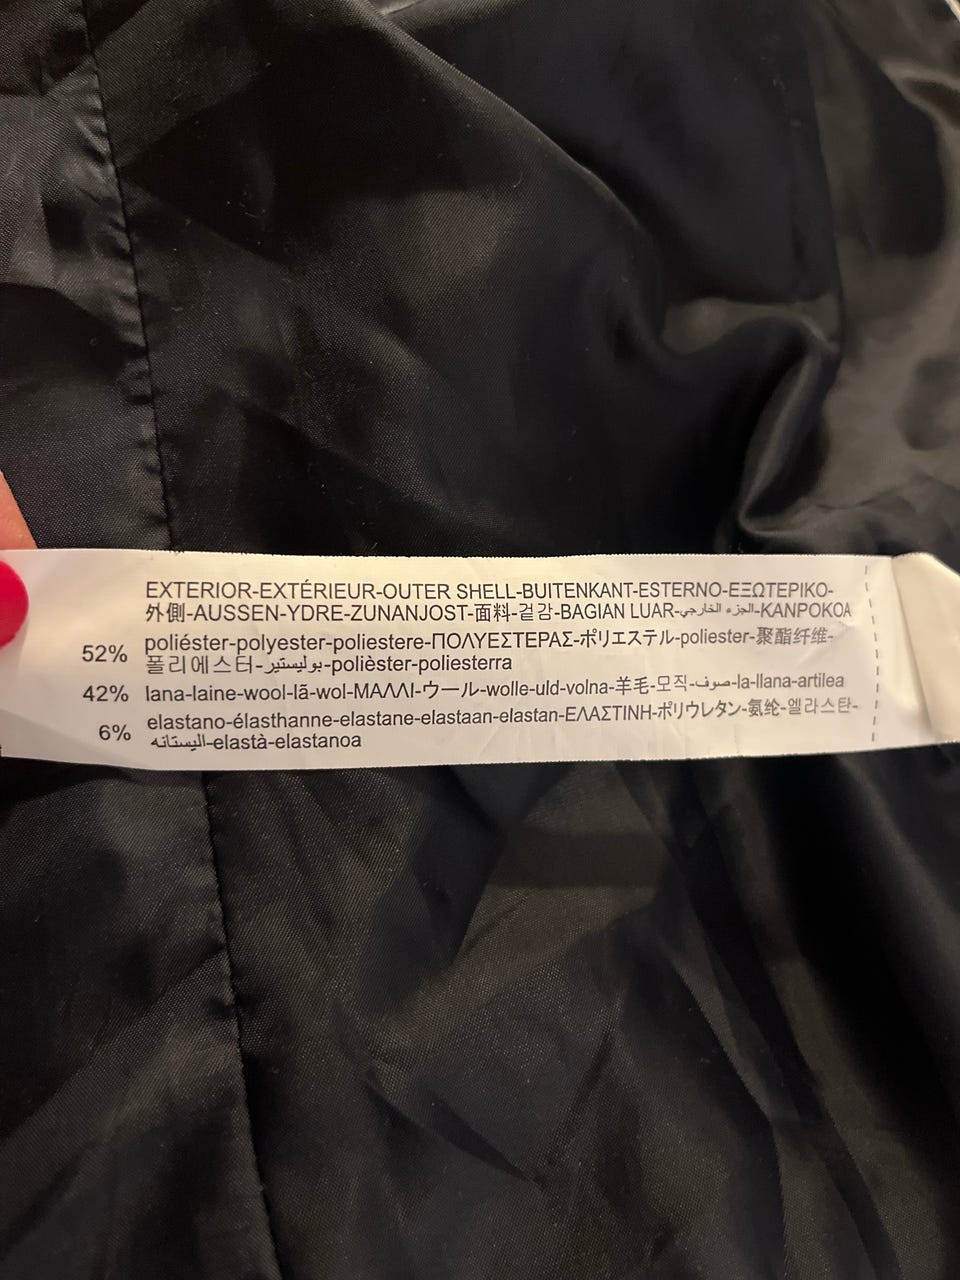 EXTERIOR-EXTÉRIEUR-OUTER SHELL-BUITENKANT-ESTERNO-ΕΞΩΤΕΡΙΚΟ-
外側-AUSSEN-YDRE-ZUNANJOST-面料-겉감-BAGIAN LUAR-الجزء الخارجي-KANPOKOA
52% poliéster-polyester-poliestere-ΠΟΛΥΕΣΤΕΡΑΣ-ポリエステル-poliester-聚酯纤维-
폴리에스터-بوليستير-polièster-poliesterra
42% lana-laine-wool-lã-wol-ΜΑΛΛΙ-ウール-wolle-uld-volna-羊毛-모직-صوف-la-llana-artilea
6% elastano-élasthanne-elastane-elastaan-elastan-ΕΛΑΣΤΙΝΗ-ポリウレタン-氨纶-엘라스탄-
اليستانه-elastà-elastanoa